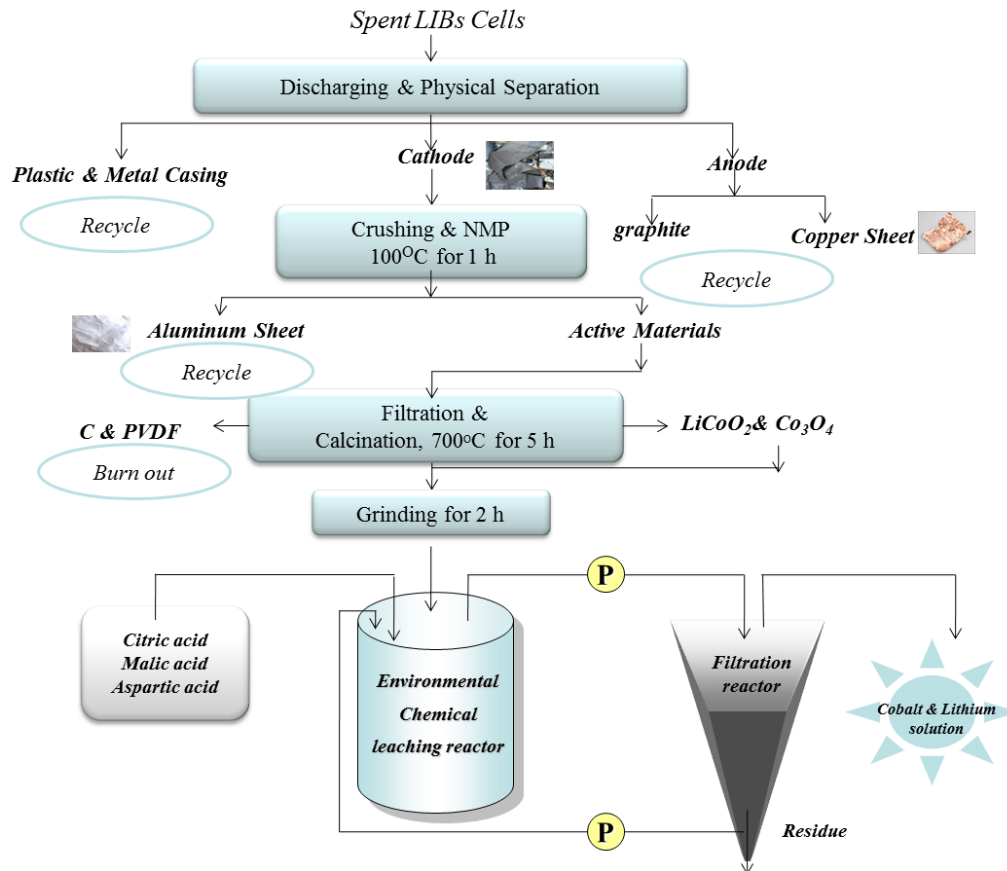 Spent LIBs Cells
Discharging & Physical Separation
Plastic & Metal Casing
Recycle
Cathode
Anode
Crushing & NMP
100ᴼC for 1 h
graphite
Copper Sheet
Recycle
Aluminum Sheet
Recycle
Active Materials
Filtration &
Calcination, 700ᵒC for 5 h
C & PVDF
Burn out
LiCoO₂& Co₃O₄
Grinding for 2 h
P
Citric acid
Malic acid
Aspartic acid
Environmental
Chemical
leaching reactor
Filtration
reactor
Cobalt & Lithium
solution
P
Residue